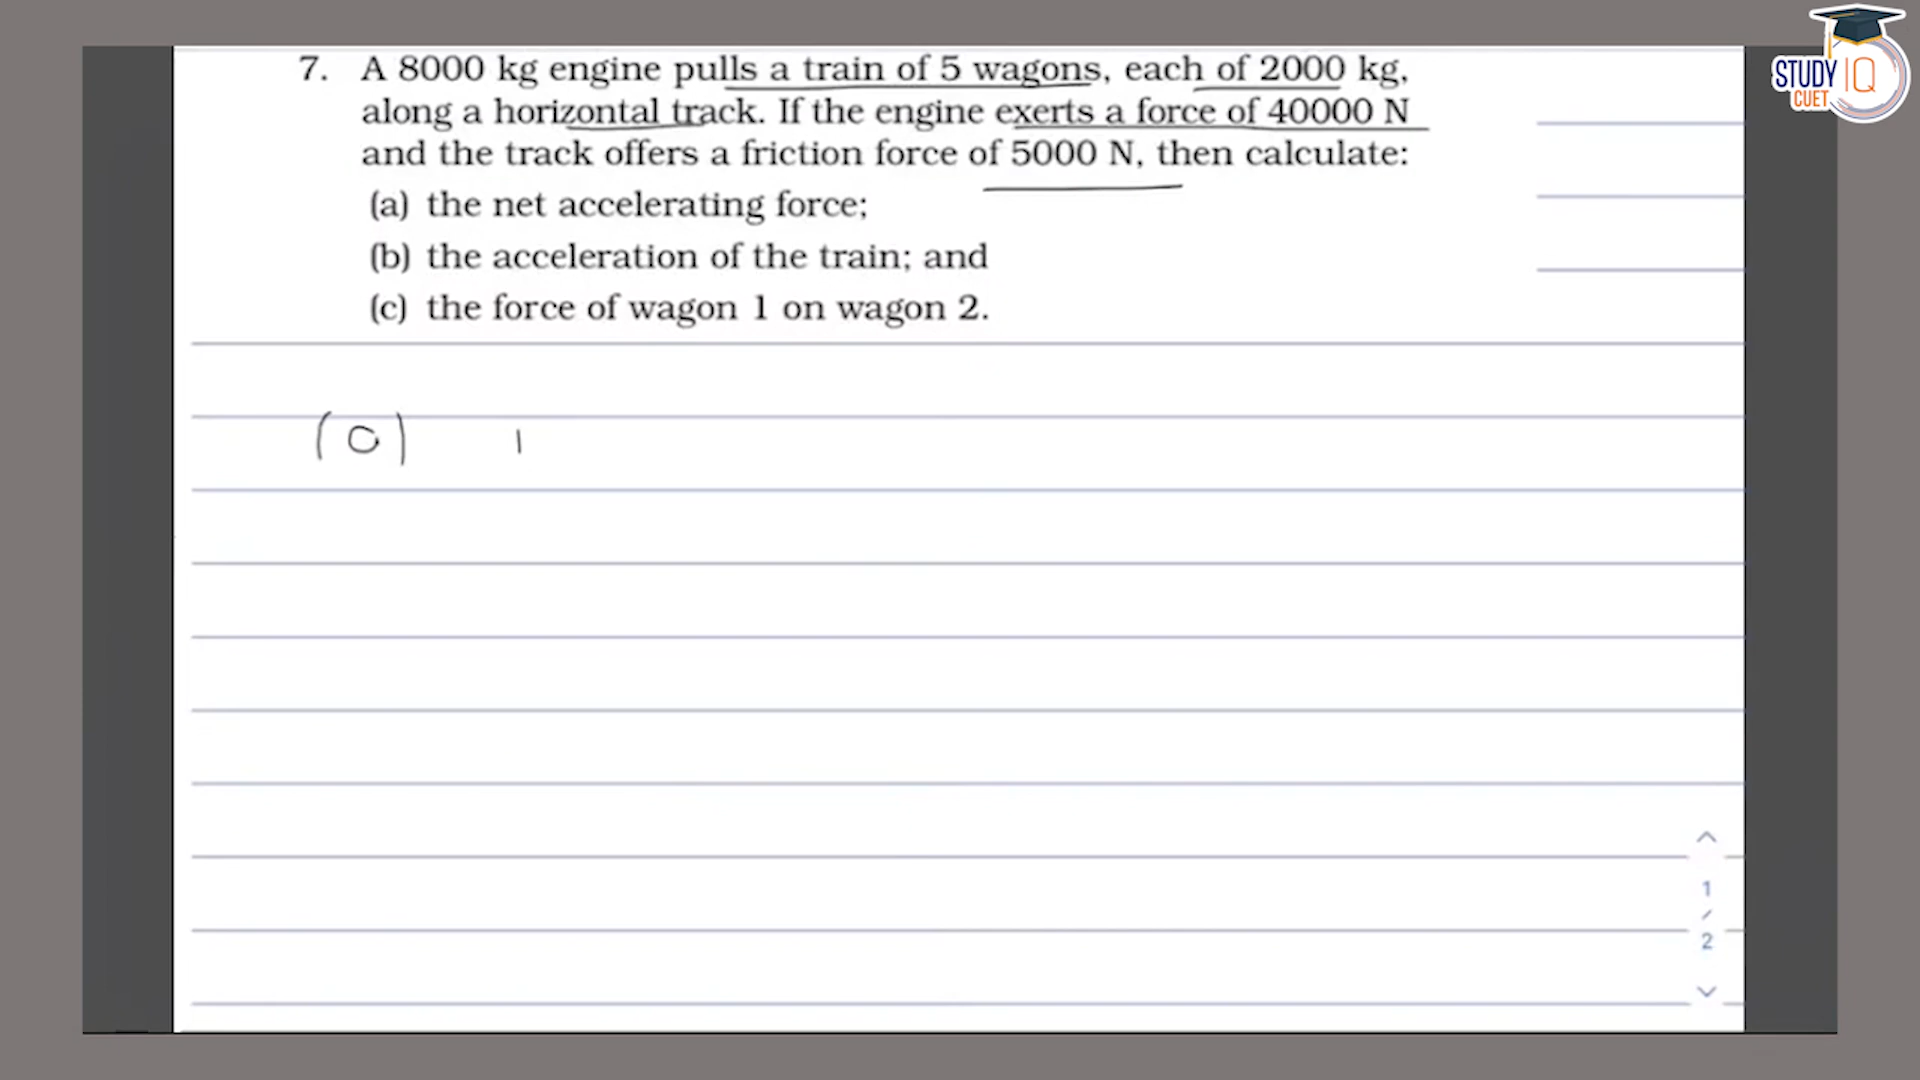 STUDY IQ
CUET
7. A 8000 kg engine pulls a train of 5 wagons, each of 2000 kg,
along a horizontal track. If the engine exerts a force of 40000 N
and the track offers a friction force of 5000 N, then calculate:
(a) the net accelerating force;
(b) the acceleration of the train; and
(c) the force of wagon 1 on wagon 2.
1
/
2